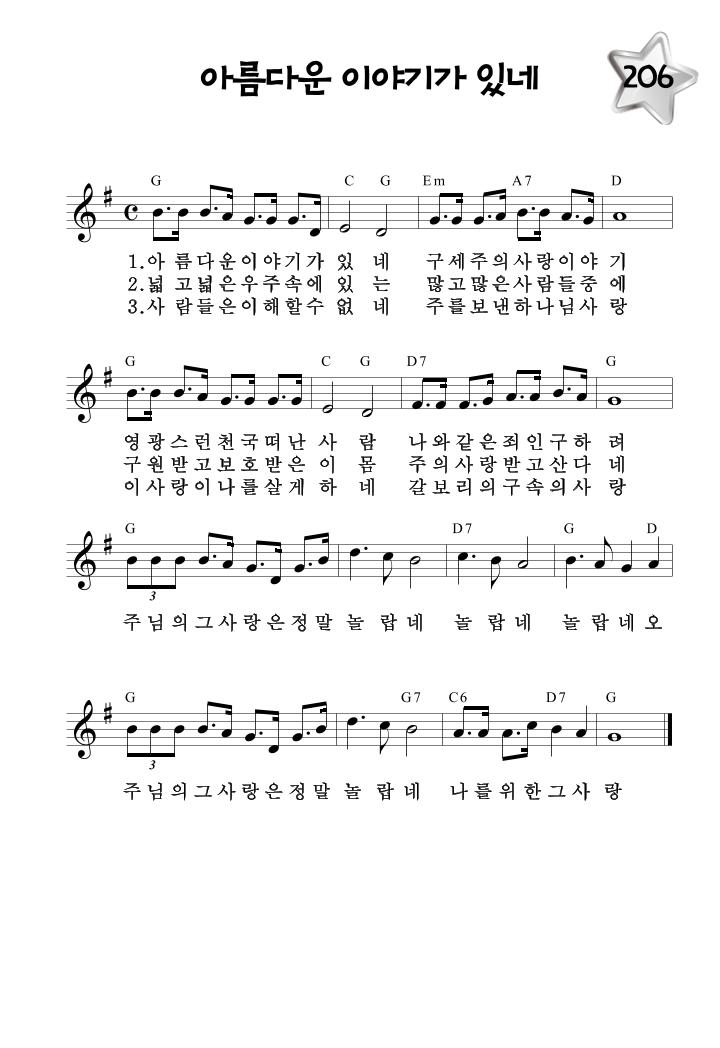 아름다운 이야기가 있네
206
G C G Em A7 D
1.아 름다운이야기가 있 네 구세주의사랑이야 기
2.넓 고넓은우주속에 있 는 많고많은사람들중 에
3.사 람들은이해할수 없 네 주를보낸하나님사 랑
G C G D7 G
영 광스런천국떠난 사 람 나와같은죄인구하 려
구원받고보호받은 이 몸 주의사랑받고산다 네
이사랑이나를살게 하 네 갈보리의구속의사 랑
G D7 G D
3
주님의그사랑은정말 놀 랍 네 놀 랍네 놀 랍네오
G G7 C6 D7 G
3
주님의그사랑은정말 놀 랍 네 나를위한그사 랑